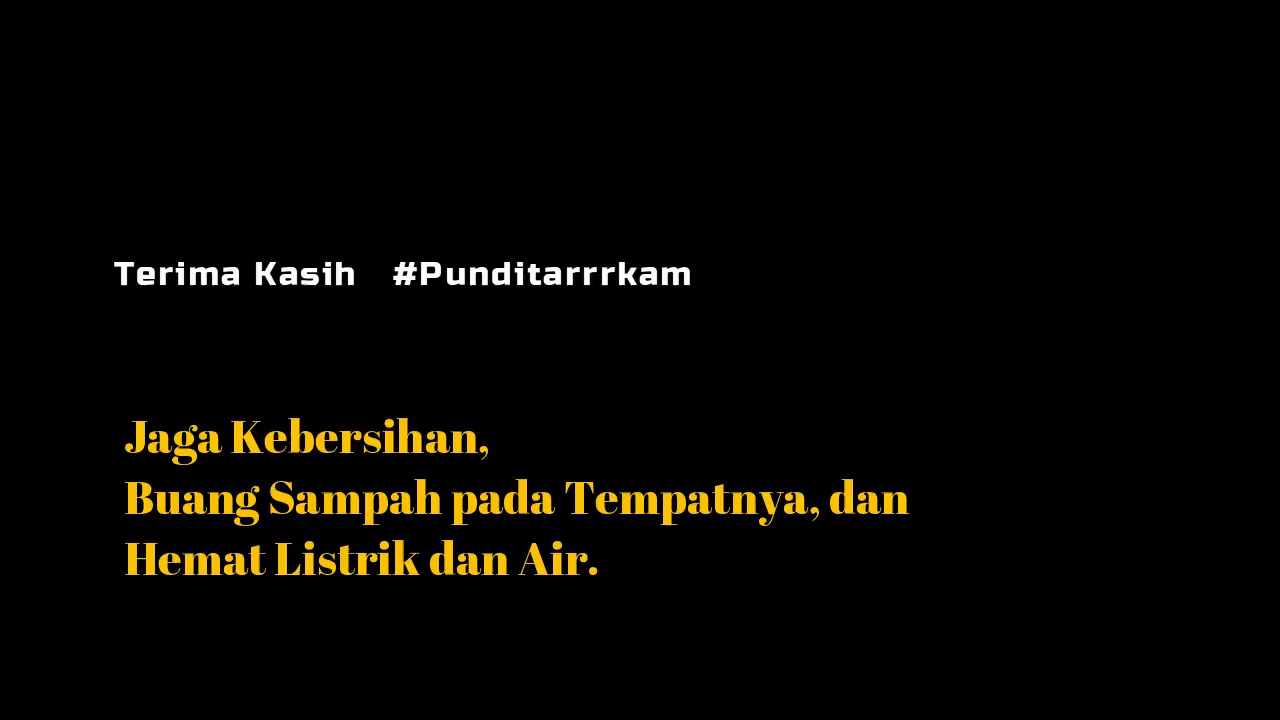 Terima Kasih #Punditarrrkam
Jaga Kebersihan,
Buang Sampah pada Tempatnya, dan
Hemat Listrik dan Air.